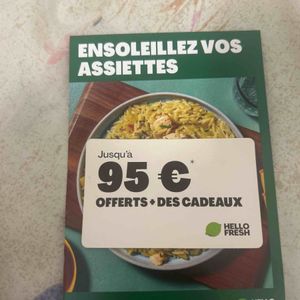 ENSOLEILLEZ VOS
ASSIETTES
Jusqu'à
95 €*
OFFERTS + DES CADEAUX
HELLO
FRESH